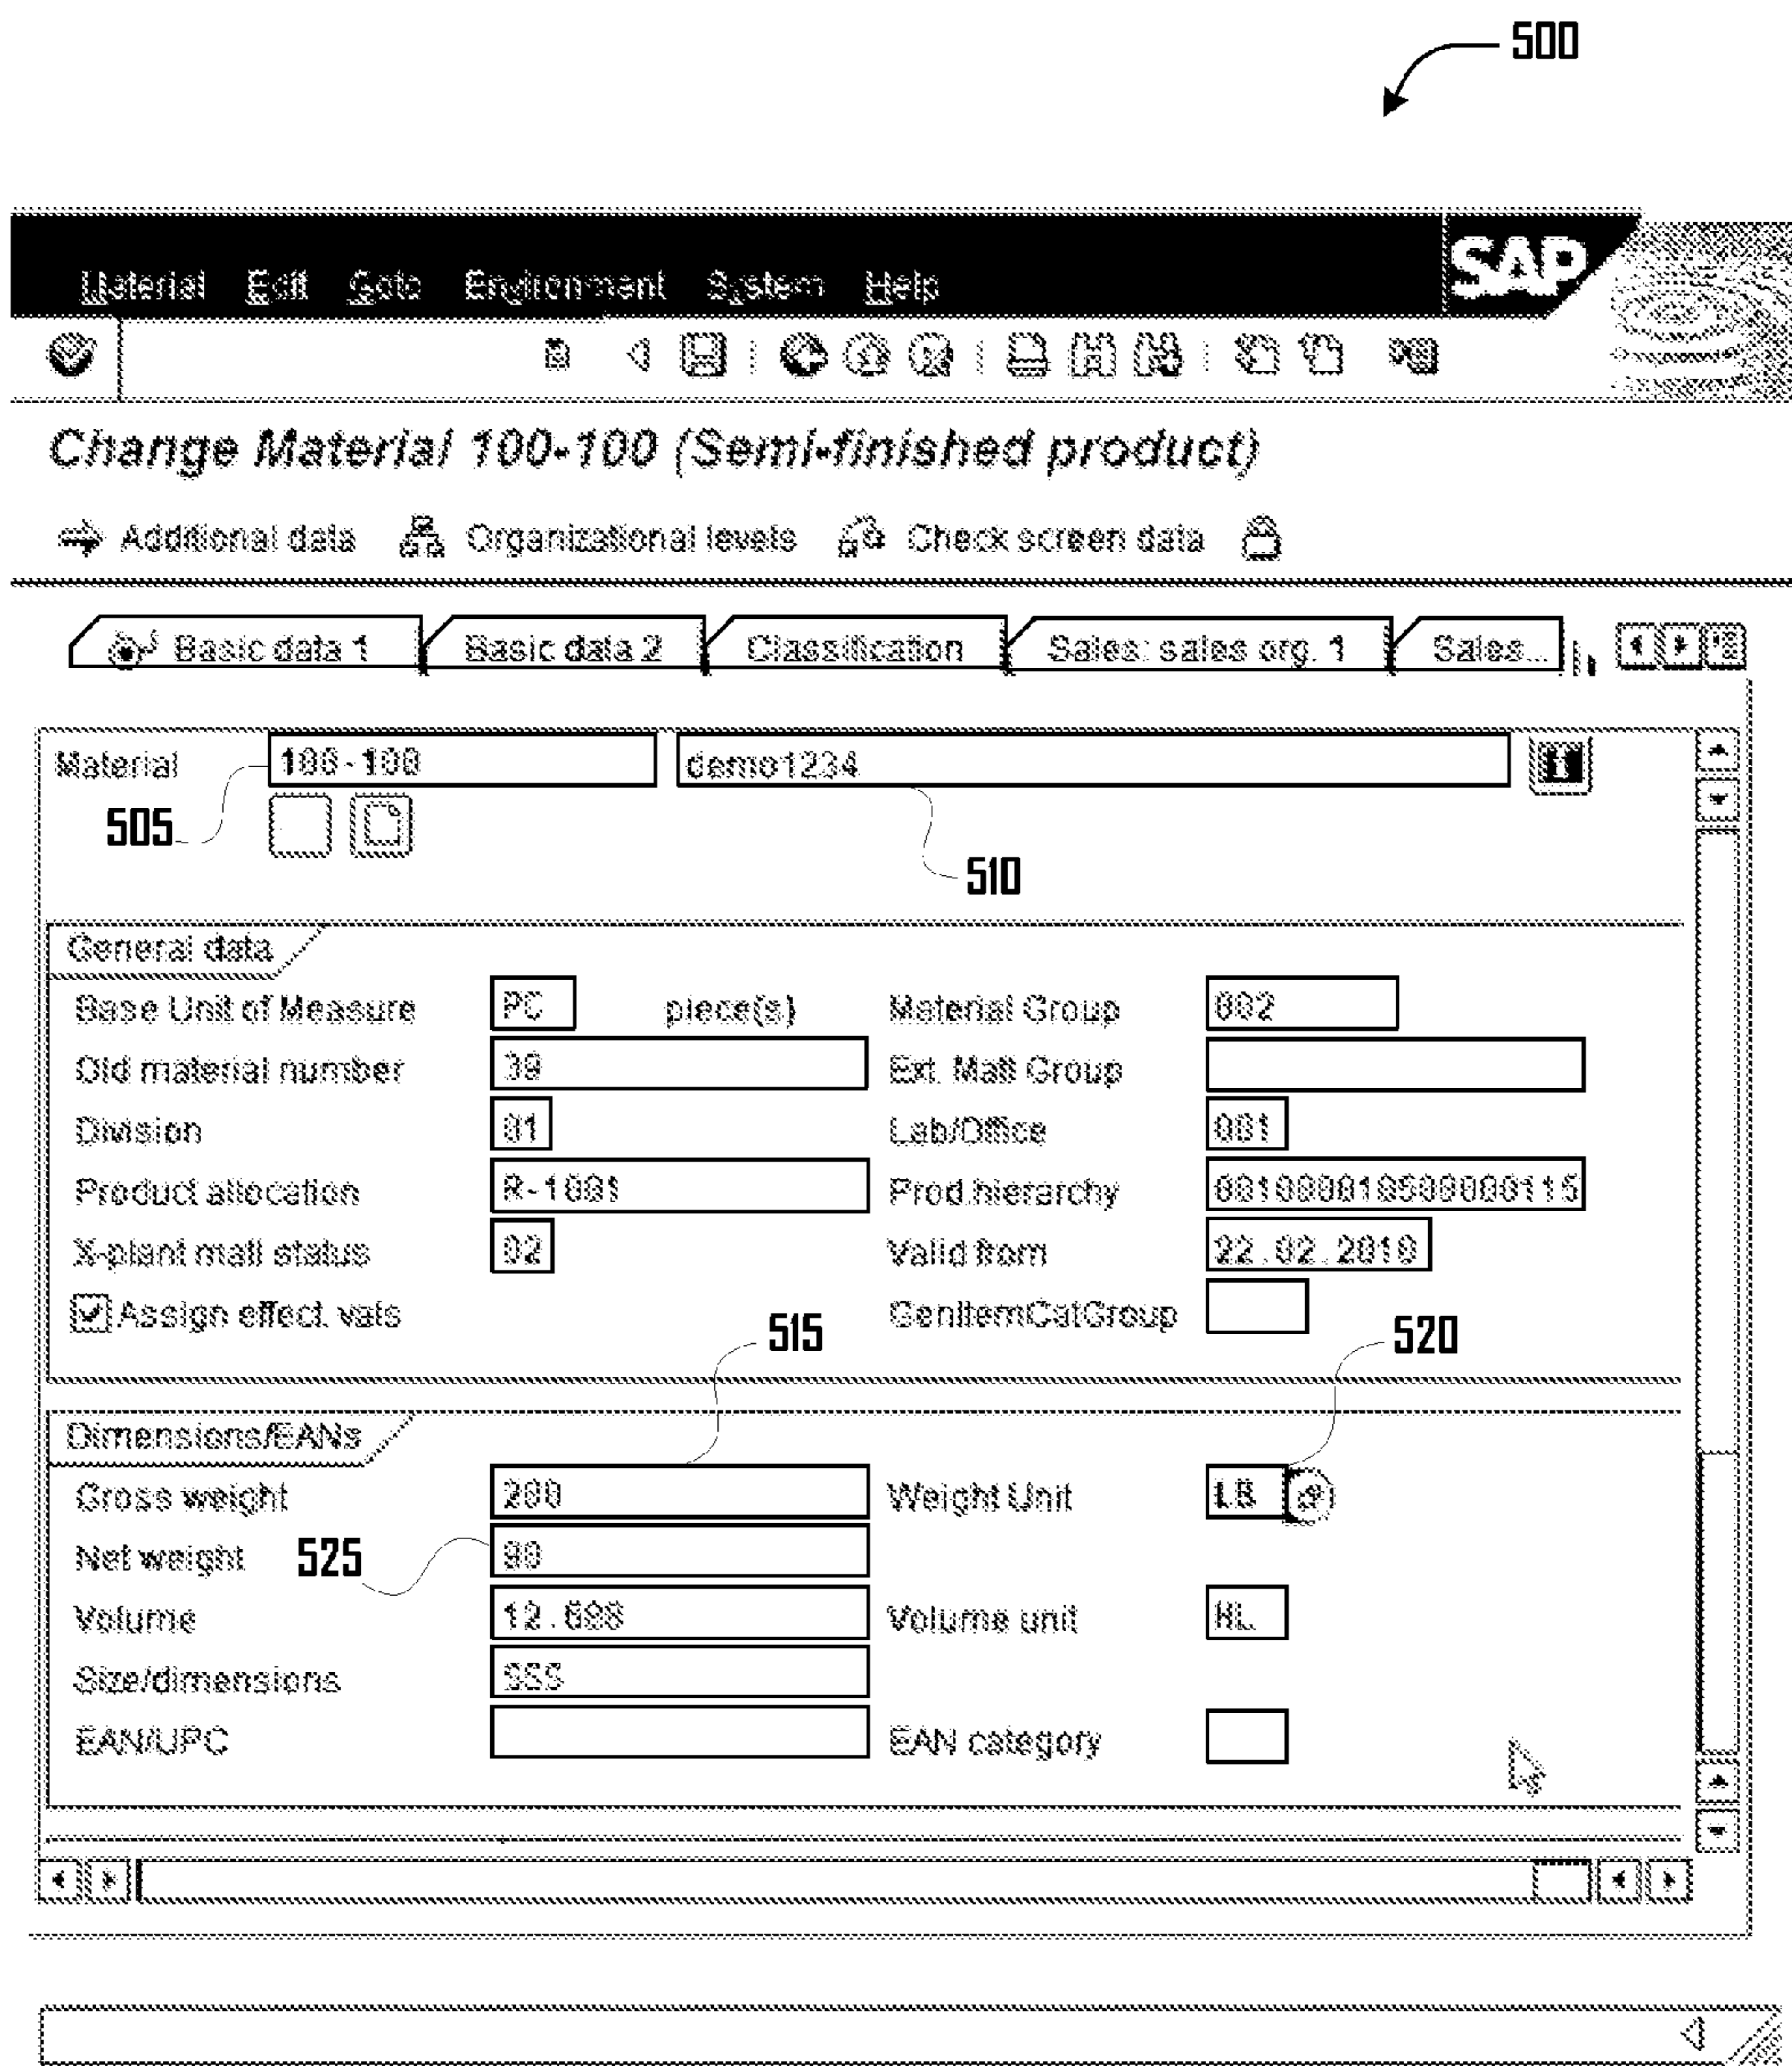 500
SAP
Material Edit Goto Environment System Help
Change Material 100-100 (Semi-finished product)
Additional data Organizational levels Check screen data
Basic data 1 Basic data 2 Classification Sales: sales org. 1 Sales...
Material 100-100 demo1234
505
510
General data
Base Unit of Measure PC piece(s) Material Group 002
Old material number 39 Ext. Matl Group
Division 01 Lab/Office 001
Product allocation R-1001 Prod.hierarchy
X-plant matl status 02 Valid from 22.02.2010
Assign effect. vals GenItemCatGroup
515 520
Dimensions/EANs
Gross weight 200 Weight Unit LB
Net weight 525
Volume Volume unit
Size/dimensions
EAN/UPC EAN category